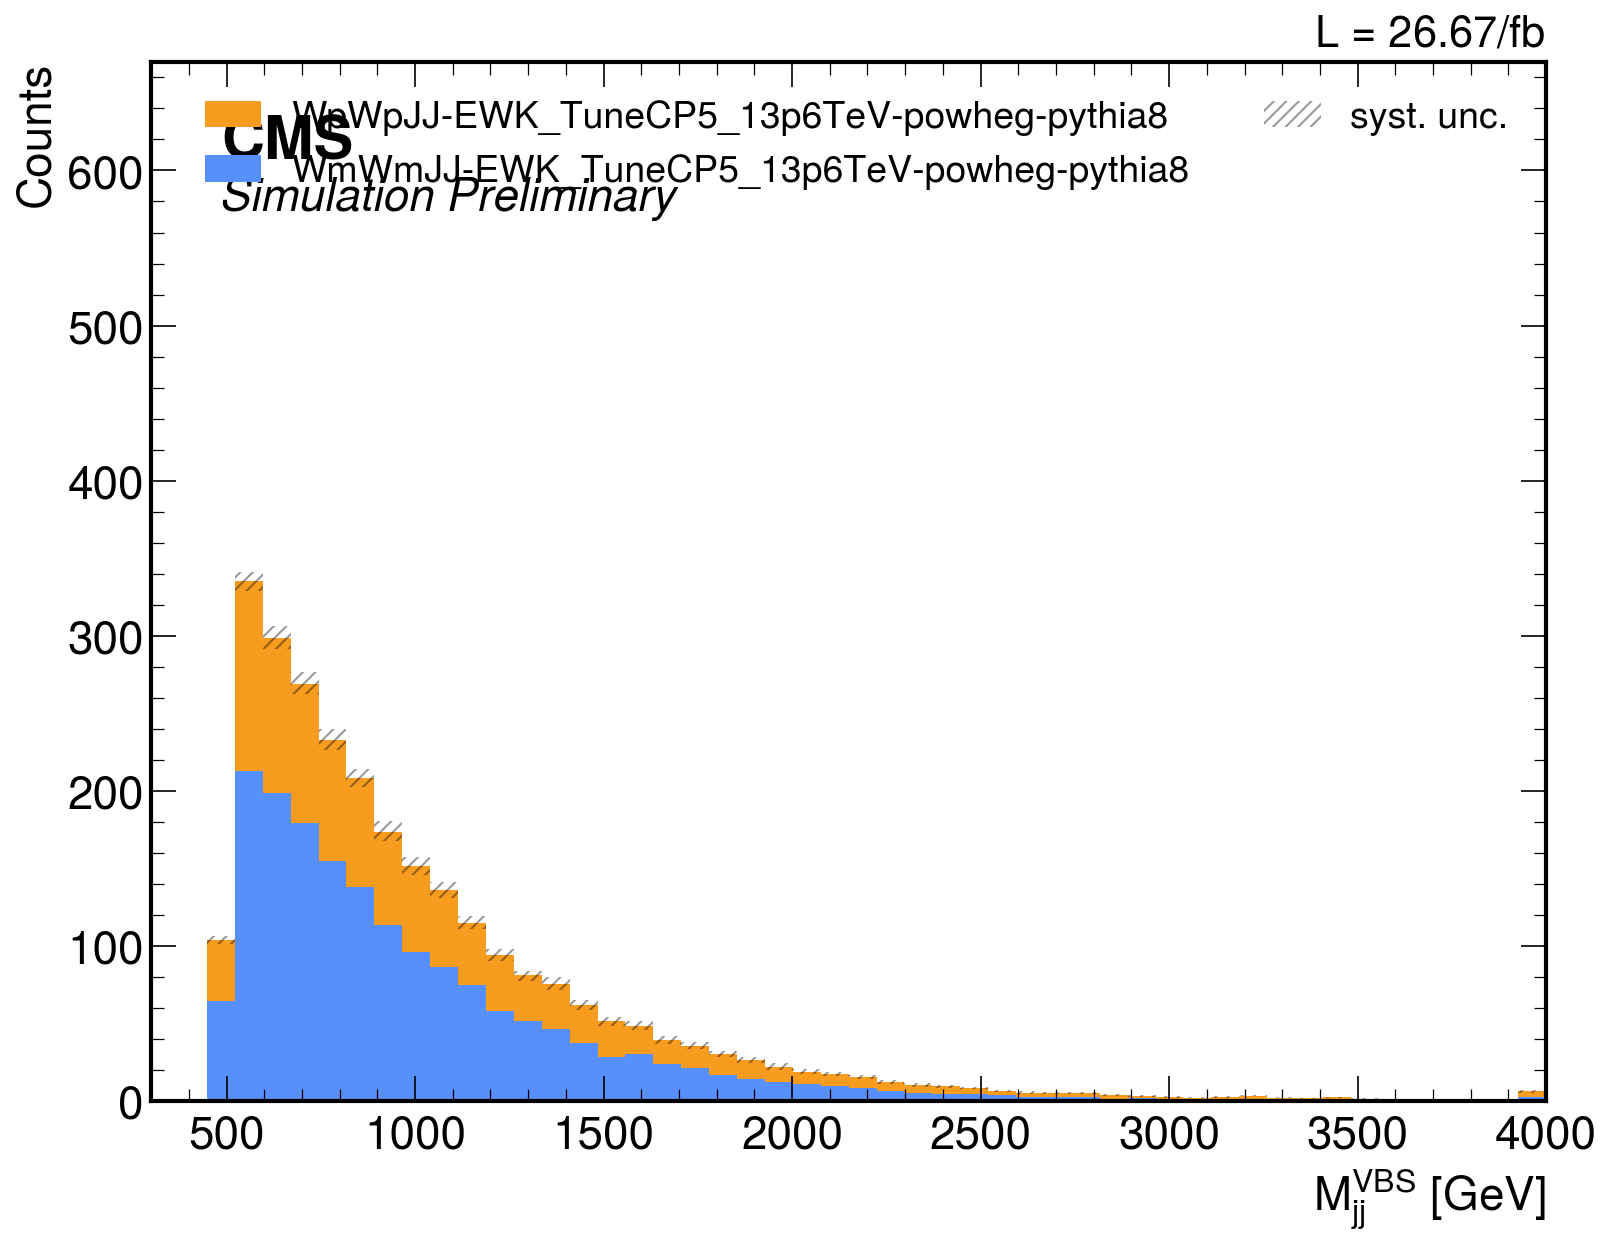 L = 26.67/fb
Counts
WpWpJJ-EWK_TuneCP5_13p6TeV-powheg-pythia8
syst. unc.
CMS
WmWmJJ-EWK_TuneCP5_13p6TeV-powheg-pythia8
Simulation Preliminary
600
500
400
300
200
100
0
500 1000 1500 2000 2500 3000 3500 4000
M_{jj}^{VBS} [GeV]